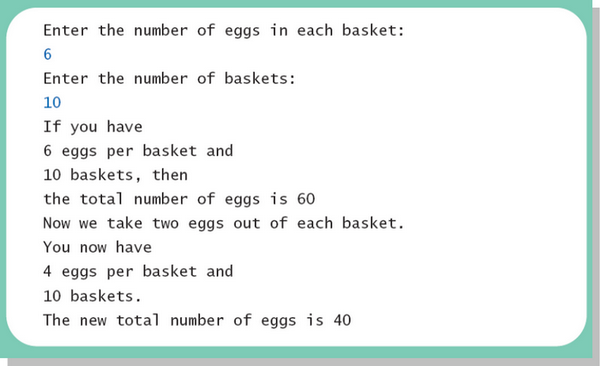 Enter the number of eggs in each basket:
6
Enter the number of baskets:
10
If you have
6 eggs per basket and
10 baskets, then
the total number of eggs is 60
Now we take two eggs out of each basket.
You now have
4 eggs per basket and
10 baskets.
The new total number of eggs is 40